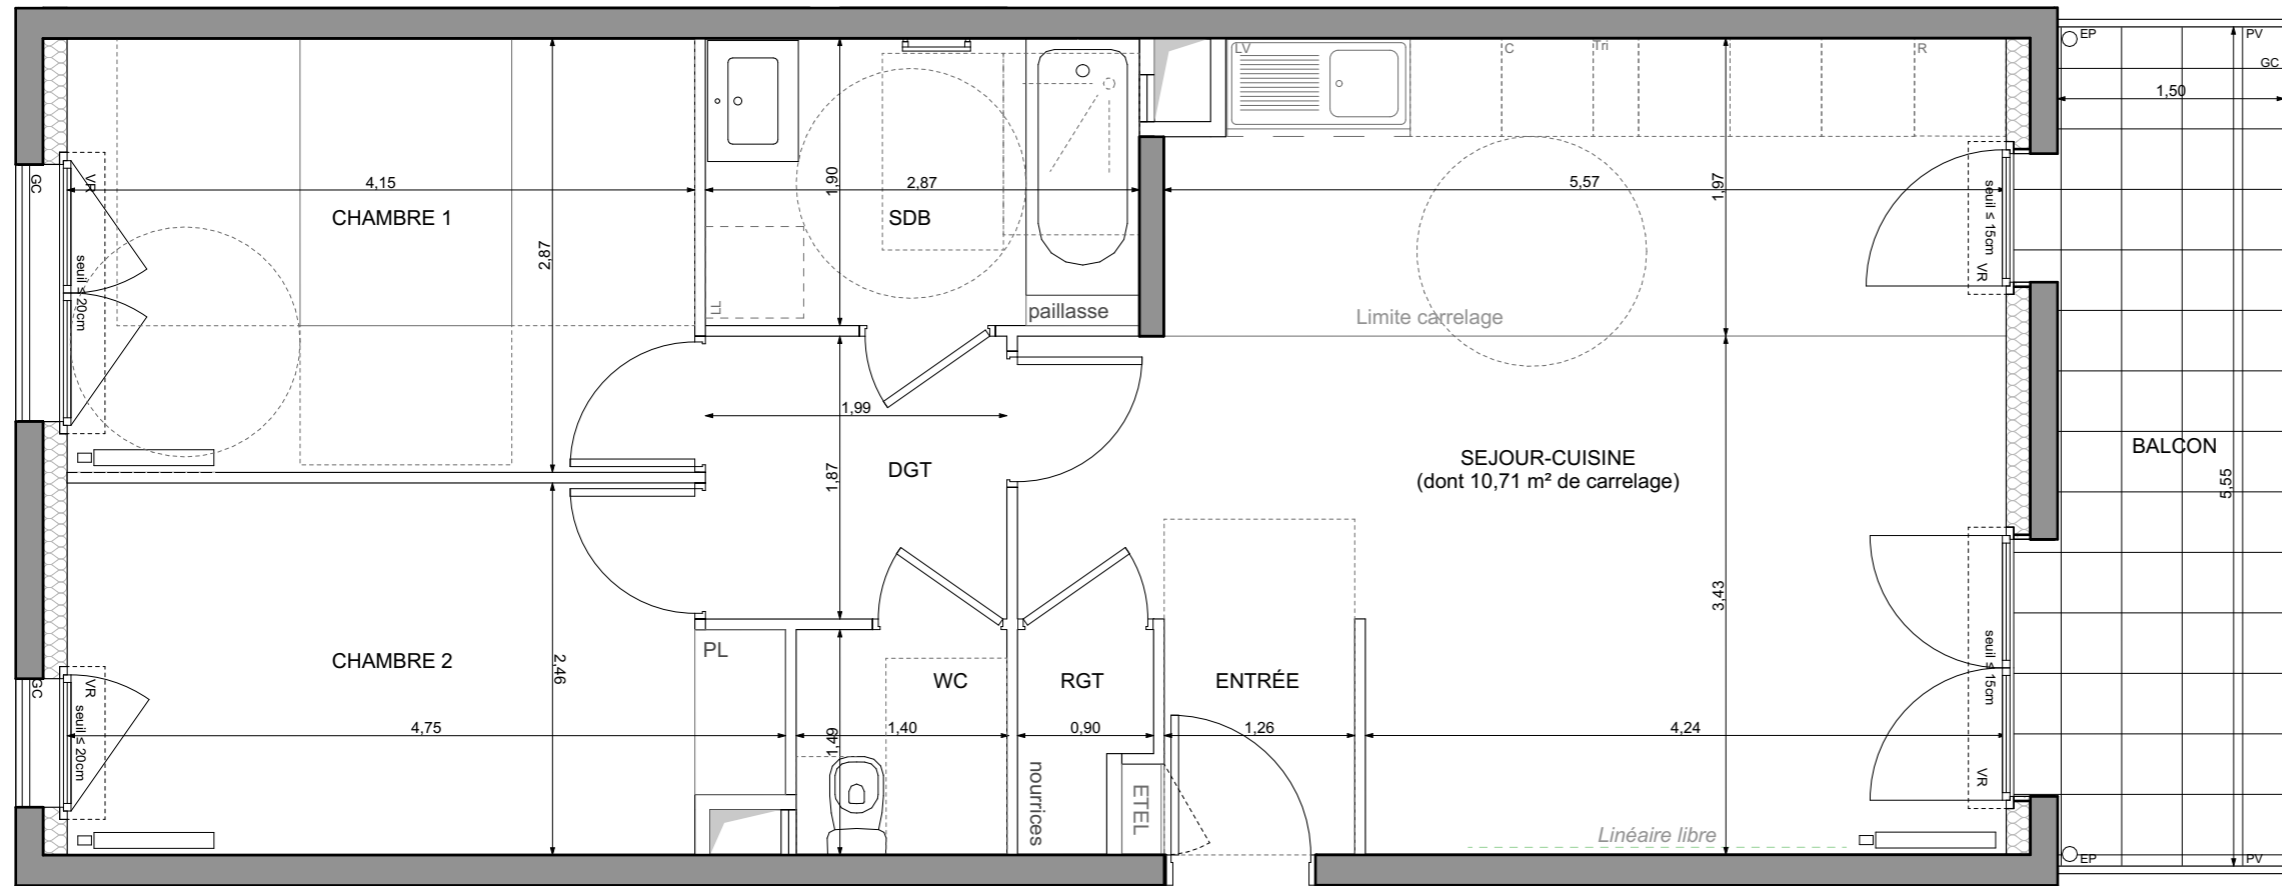 EP
PV
GC
LV
C
Tri
R
1,50
GC
VR
4,15
1,90
2,87
5,57
1,97
seuil ≤ 15cm
VR
CHAMBRE 1
SDB
2,87
seuil ≤ 20cm
LL
paillasse
Limite carrelage
1,99
DGT
1,87
SEJOUR-CUISINE
(dont 10,71 m² de carrelage)
BALCON
5,55
3,43
CHAMBRE 2
2,46
PL
WC
RGT
ENTRÉE
seuil ≤ 15cm
GC
VR
seuil ≤ 20cm
4,75
1,49
1,40
0,90
1,26
4,24
VR
nourrices
ETEL
Linéaire libre
EP
PV